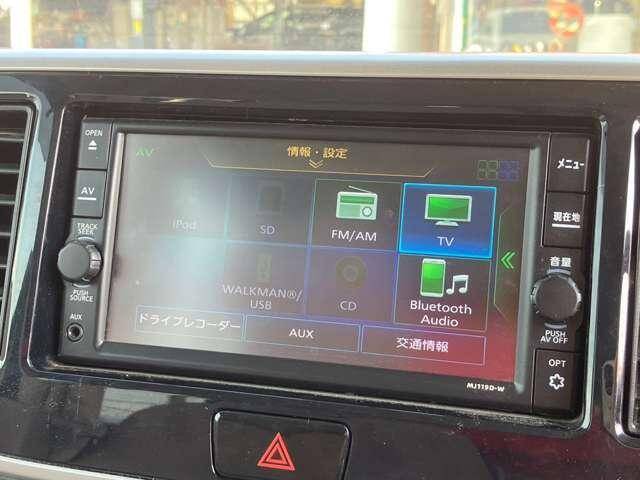 OPEN
AV
TRACK
SEEK
PUSH
SOURCE
AUX
AV
情報・設定
iPod
SD
FM/AM
TV
WALKMAN®/
USB
CD
Bluetooth
Audio
ドライブレコーダー
AUX
交通情報
メニュー
現在地
音量
PUSH
AV OFF
OPT
MJ119D-W